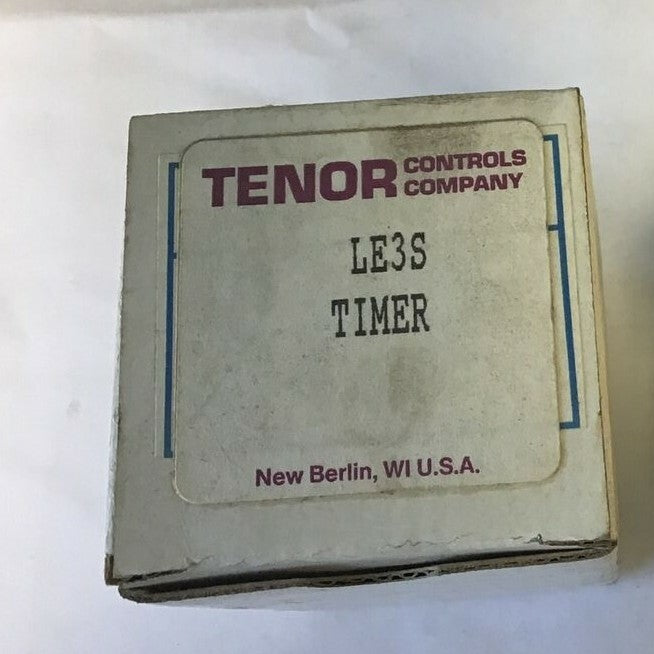 TENOR CONTROLS
COMPANY
LE3S
TIMER
New Berlin, WI U.S.A.